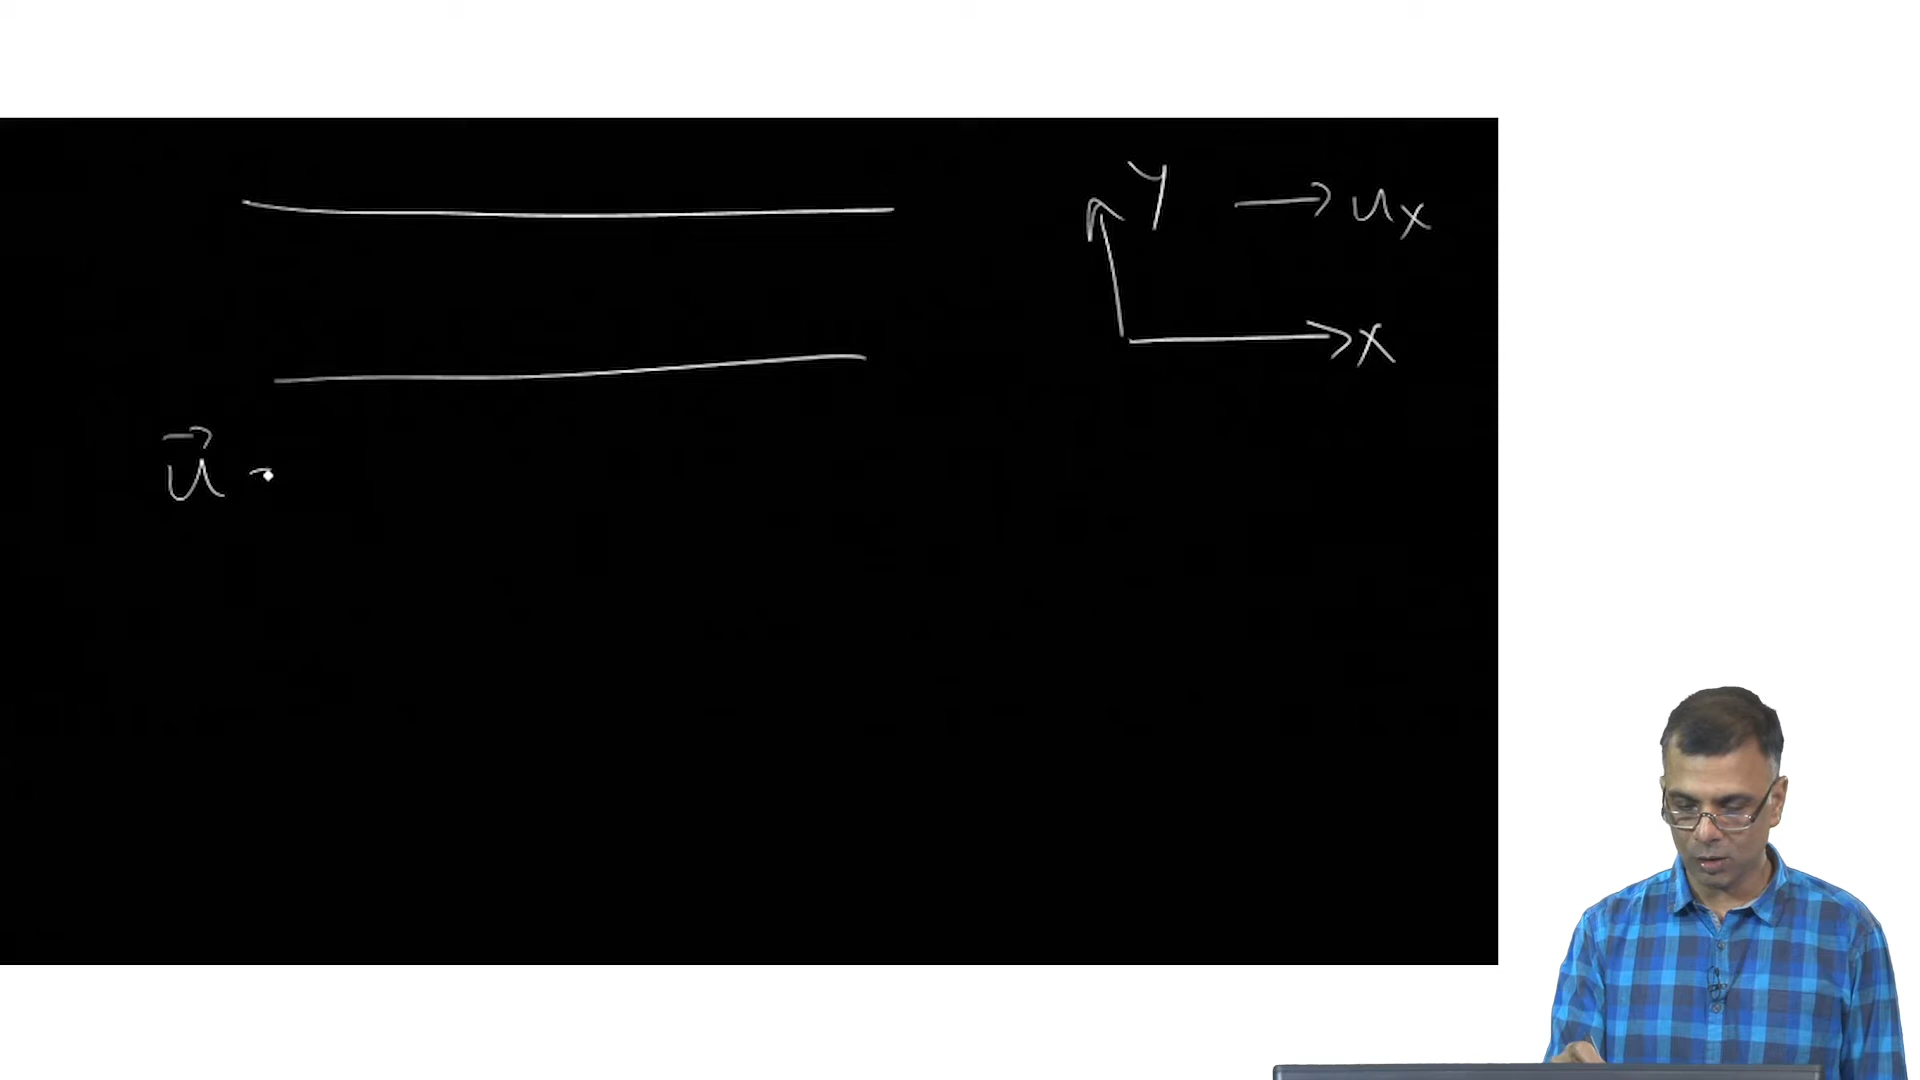 Y → u_x
x
u⃗ =